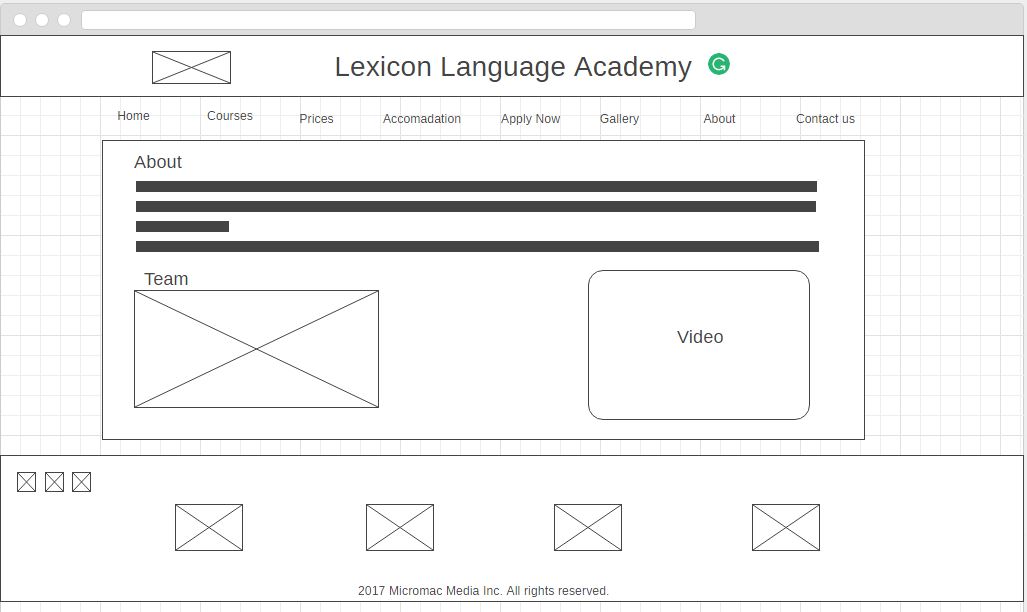 Lexicon Language Academy
Home Courses Prices Accomadation Apply Now Gallery About Contact us
About
Team
Video
2017 Micromac Media Inc. All rights reserved.